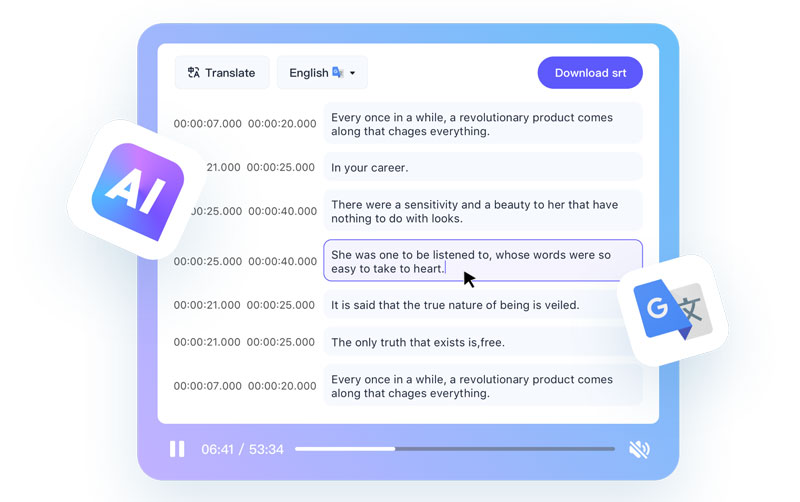 Translate English Download srt
00:00:07.000 00:00:20.000 Every once in a while, a revolutionary product comes
along that chages everything.
21.000 00:00:25.000 In your career.
00:25.000 00:00:40.000 There were a sensitivity and a beauty to her that have
nothing to do with looks.
00:00:25.000 00:00:40.000 She was one to be listened to, whose words were so
easy to take to heart.
00:00:21.000 00:00:25.000 It is said that the true nature of being is veiled.
00:00:21.000 00:00:25.000 The only truth that exists is,free.
00:00:07.000 00:00:20.000 Every once in a while, a revolutionary product comes
along that chages everything.
06:41 / 53:34
AI
G 文